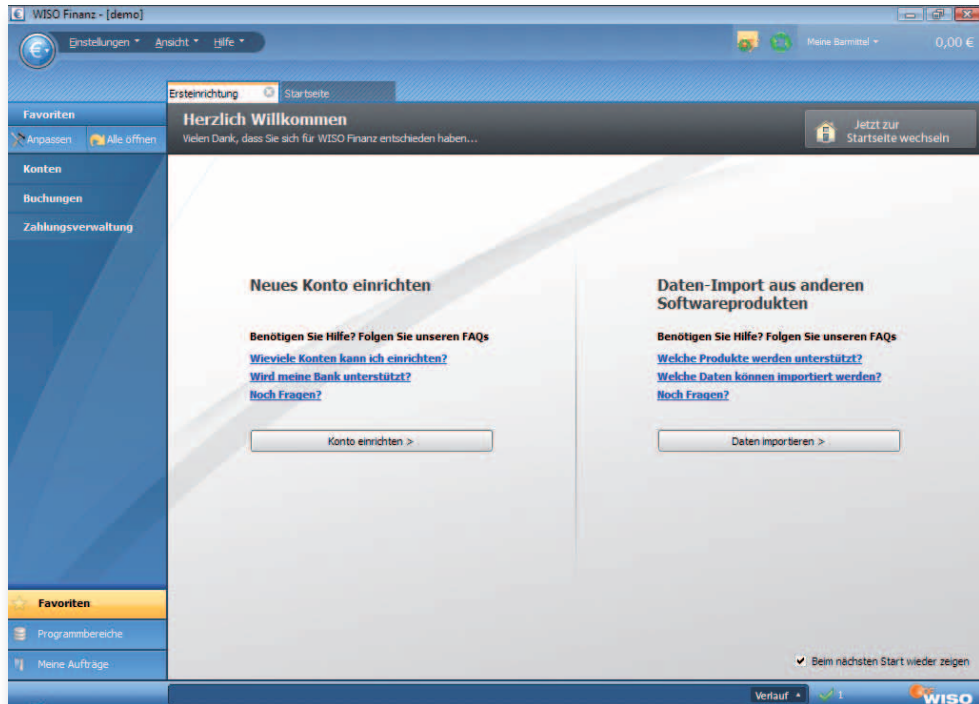 WISO Finanz - [demo]
Einstellungen Ansicht Hilfe
Meine Barmittel
0,00 €
Ersteinrichtung
Startseite
Favoriten
Anpassen
Alle öffnen
Konten
Buchungen
Zahlungsverwaltung
Herzlich Willkommen
Vielen Dank, dass Sie sich für WISO Finanz entschieden haben...
Jetzt zur
Startseite wechseln
Neues Konto einrichten
Benötigen Sie Hilfe? Folgen Sie unseren FAQs
Wieviele Konten kann ich einrichten?
Wird meine Bank unterstützt?
Noch Fragen?
Konto einrichten >
Daten-Import aus anderen
Softwareprodukten
Benötigen Sie Hilfe? Folgen Sie unseren FAQs
Welche Produkte werden unterstützt?
Welche Daten können importiert werden?
Noch Fragen?
Daten importieren >
Favoriten
Programmbereiche
Meine Aufträge
Beim nächsten Start wieder zeigen
Verlauf
1
WISO